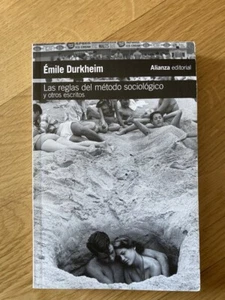 Émile Durkheim
Alianza editorial
Las reglas del método sociológico
y otros escritos